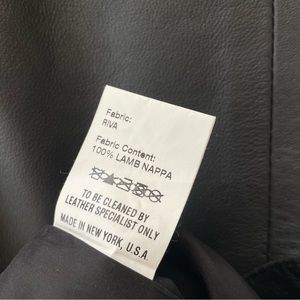 Fabric:
RIVA
Fabric Content:
100% LAMB NAPPA
TO BE CLEANED BY
LEATHER SPECIALIST ONLY
MADE IN NEW YORK, U.S.A.